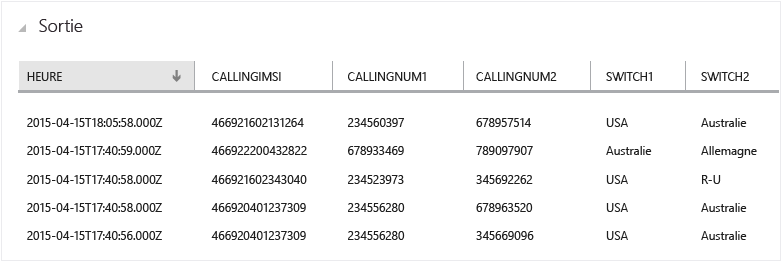 Sortie
HEURE CALLINGIMSI CALLINGNUM1 CALLINGNUM2 SWITCH1 SWITCH2
2015-04-15T18:05:58.000Z 466921602131264 234560397 678957514 USA Australie
2015-04-15T17:40:59.000Z 466922200432822 678933469 789097907 Australie Allemagne
2015-04-15T17:40:58.000Z 466921602343040 234523973 345692262 USA R-U
2015-04-15T17:40:58.000Z 466920401237309 234556280 678963520 USA Australie
2015-04-15T17:40:56.000Z 466920401237309 234556280 345669096 USA Australie